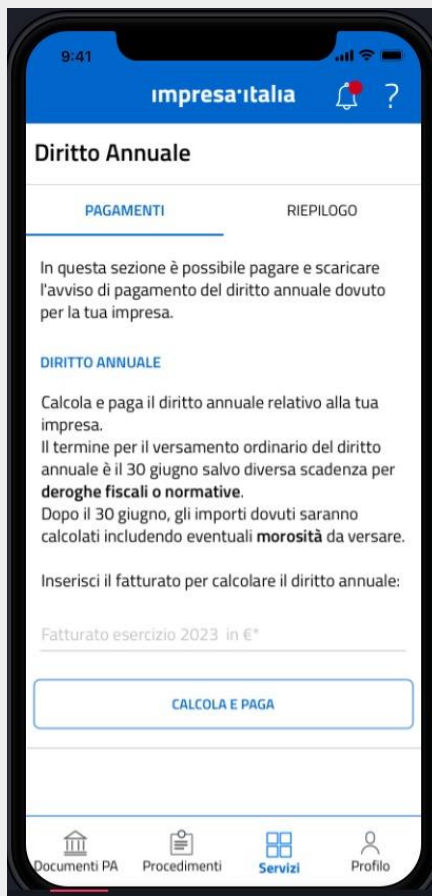 9:41
impresa·italia
?
Diritto Annuale
PAGAMENTI RIEPILOGO
In questa sezione è possibile pagare e scaricare
l'avviso di pagamento del diritto annuale dovuto
per la tua impresa.
DIRITTO ANNUALE
Calcola e paga il diritto annuale relativo alla tua
impresa.
Il termine per il versamento ordinario del diritto
annuale è il 30 giugno salvo diversa scadenza per
deroghe fiscali o normative.
Dopo il 30 giugno, gli importi dovuti saranno
calcolati includendo eventuali morosità da versare.
Inserisci il fatturato per calcolare il diritto annuale:
Fatturato esercizio 2023 in €*
CALCOLA E PAGA
Documenti PA Procedimenti Servizi Profilo